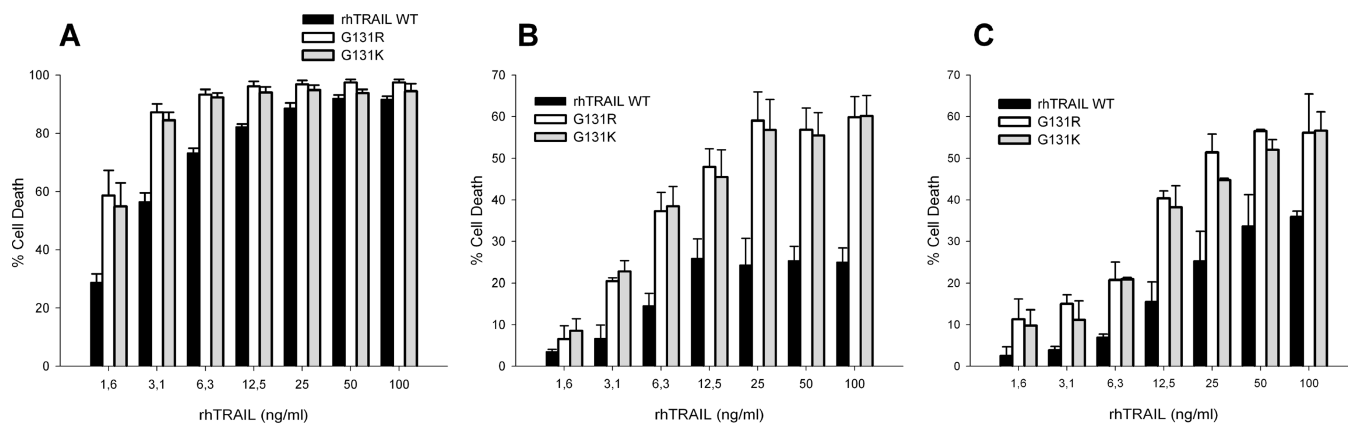 A
rhTRAIL WT
G131R
G131K
% Cell Death
100
80
60
40
20
0
1,6 3,1 6,3 12,5 25 50 100
rhTRAIL (ng/ml)
B
rhTRAIL WT
G131R
G131K
% Cell Death
70
60
50
40
30
20
10
0
1,6 3,1 6,3 12,5 25 50 100
rhTRAIL (ng/ml)
C
rhTRAIL WT
G131R
G131K
% Cell Death
70
60
50
40
30
20
10
0
1,6 3,1 6,3 12,5 25 50 100
rhTRAIL (ng/ml)